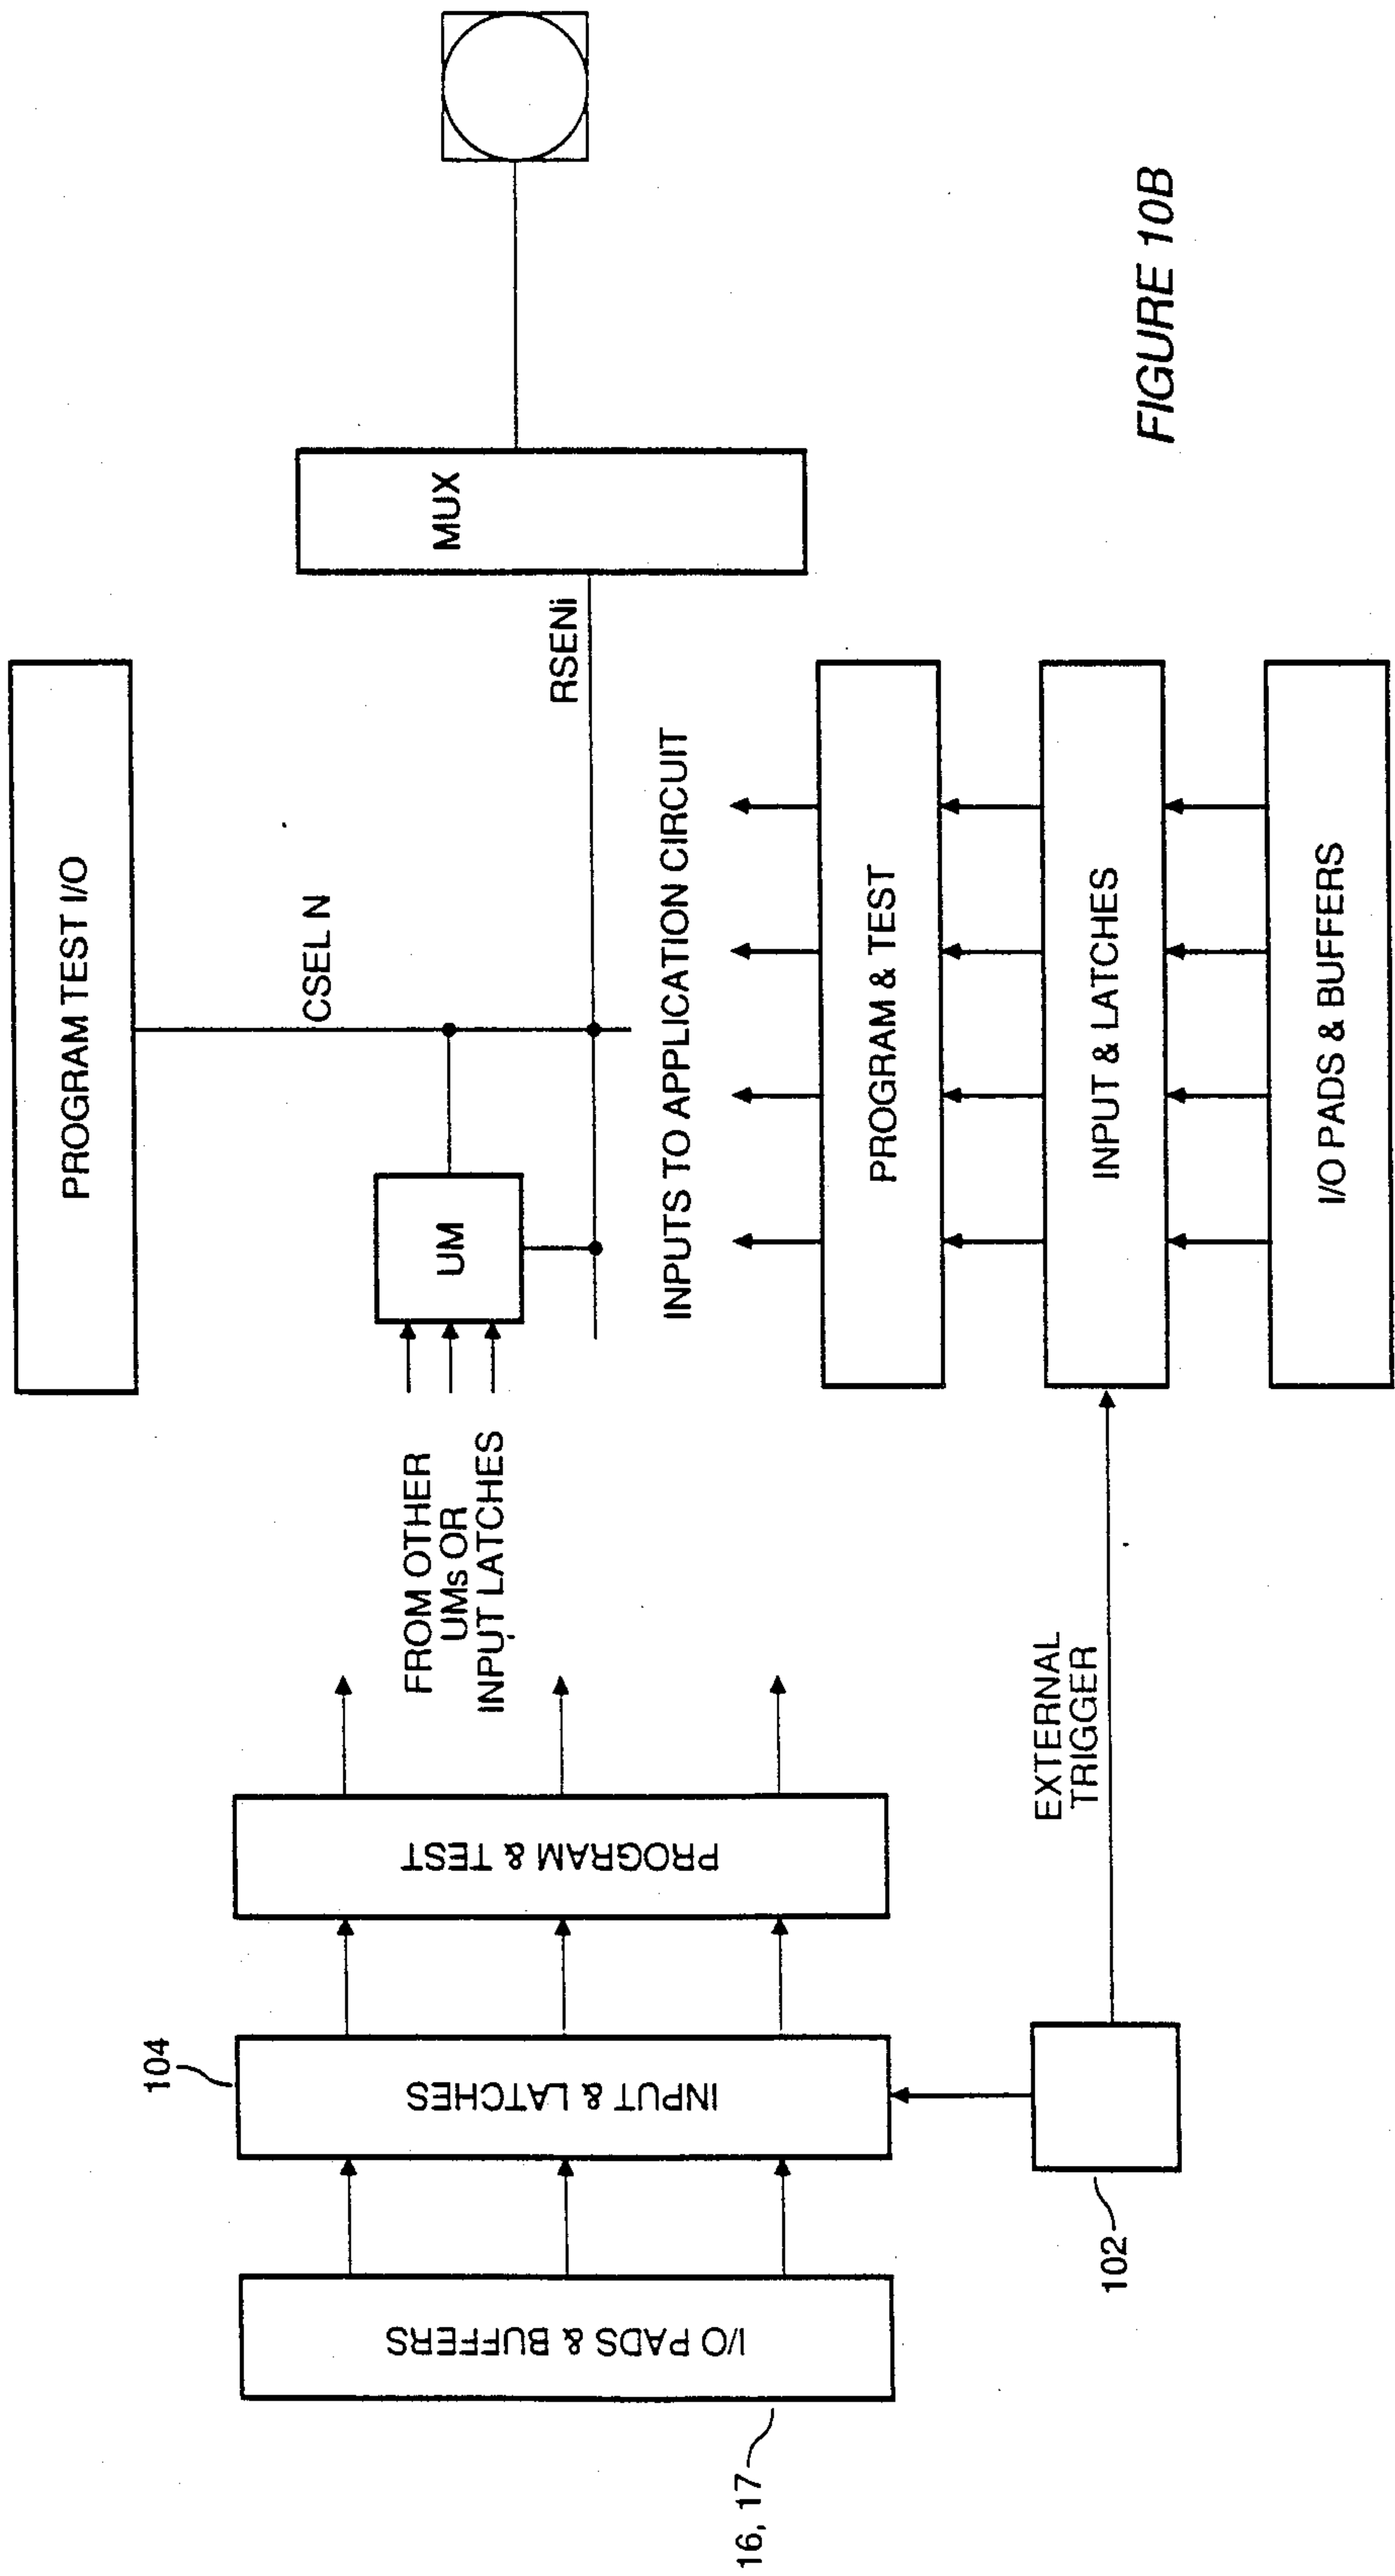 PROGRAM TEST I/O
CSEL N
104
I/O PADS & BUFFERS
INPUT & LATCHES
PROGRAM & TEST
FROM OTHER
UMs OR
INPUT LATCHES
UM
RSENi
MUX
16, 17
INPUTS TO APPLICATION CIRCUIT
PROGRAM & TEST
102
EXTERNAL
TRIGGER
INPUT & LATCHES
I/O PADS & BUFFERS
FIGURE 10B